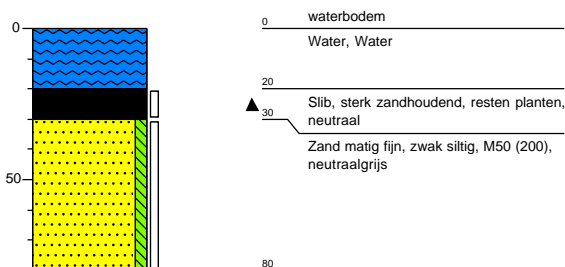 0
50
0
waterbodem
Water, Water
20
Slib, sterk zandhoudend, resten planten,
neutraal
30
Zand matig fijn, zwak siltig, M50 (200),
neutraalgrijs
80